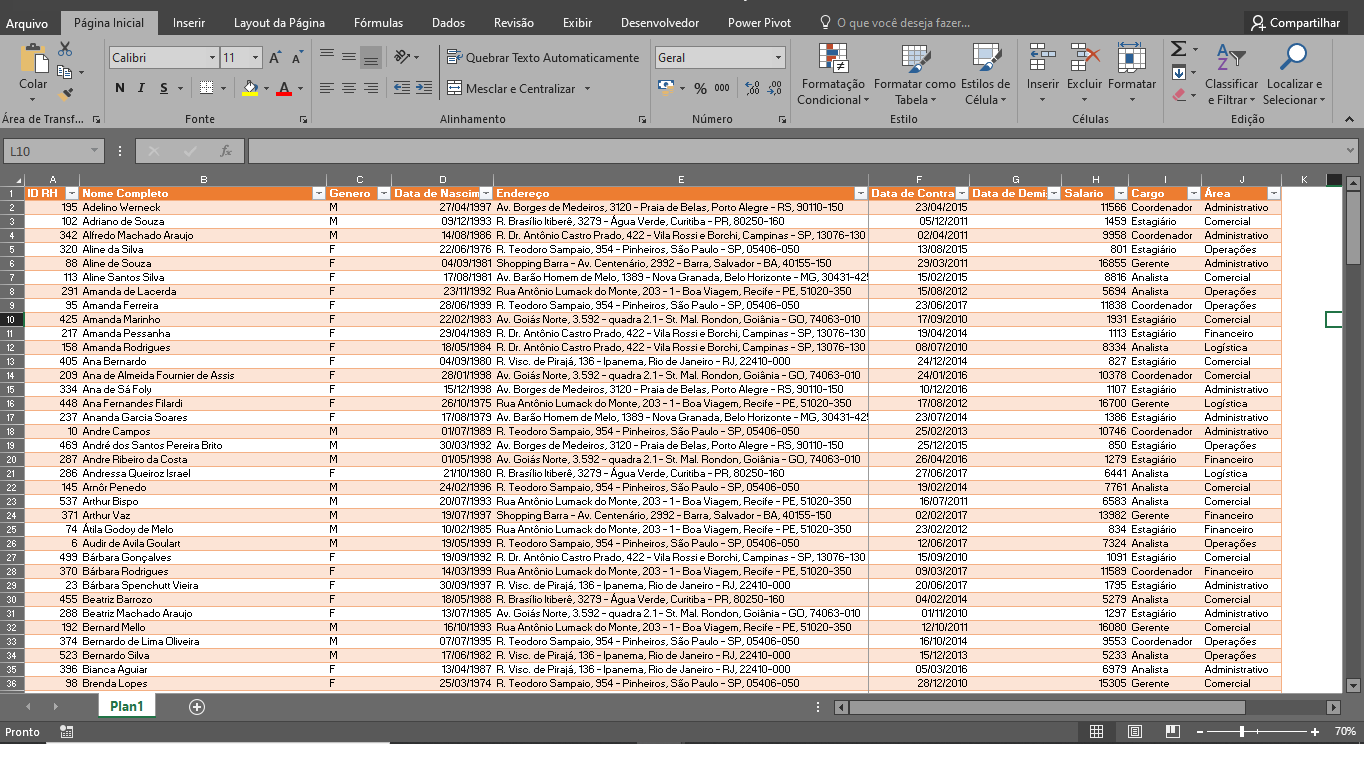 Arquivo Página Inicial Inserir Layout da Página Fórmulas Dados Revisão Exibir Desenvolvedor Power Pivot O que você deseja fazer... Compartilhar
Calibri 11 Quebrar Texto Automaticamente Geral
Colar N I S Mesclar e Centralizar % 000 Formatação Condicional Formatar como Tabela Estilos de Célula Inserir Excluir Formatar Classificar e Filtrar Localizar e Selecionar
Área de Transf... Fonte Alinhamento Número Estilo Células Edição
L10 fx
A B C D E F G H I J K
1 ID RH Nome Completo Genero Data de Nascim Endereço Data de Contra Data de Demis Salario Cargo Área
2 195 Adelino Werneck M 27/04/1997 Av. Borges de Medeiros, 3120 - Praia de Belas, Porto Alegre - RS, 90110-150 23/04/2015 11566 Coordenador Administrativo
3 102 Adriano de Souza M 09/12/1993 R. Brasílio Itiberê, 3279 - Água Verde, Curitiba - PR, 80250-160 05/12/2011 1459 Estagiário Comercial
4 342 Alfredo Machado Araujo M 14/08/1986 R. Dr. Antônio Castro Prado, 422 - Vila Rossi e Borchi, Campinas - SP, 13076-130 02/04/2011 9958 Coordenador Administrativo
5 320 Aline da Silva F 22/06/1976 R. Teodoro Sampaio, 954 - Pinheiros, São Paulo - SP, 05406-050 13/08/2015 801 Estagiário Operações
6 88 Aline de Souza F 04/09/1981 Shopping Barra - Av. Centenário, 2992 - Barra, Salvador - BA, 40155-150 29/03/2011 16855 Gerente Administrativo
7 113 Aline Santos Silva F 17/08/1981 Av. Barão Homem de Melo, 1389 - Nova Granada, Belo Horizonte - MG, 30431-425 15/02/2015 8816 Analista Comercial
8 291 Amanda de Lacerda F 23/11/1992 Rua Antônio Lumack do Monte, 203 - 1 - Boa Viagem, Recife - PE, 51020-350 15/08/2012 5694 Analista Operações
9 95 Amanda Ferreira F 28/06/1999 R. Teodoro Sampaio, 954 - Pinheiros, São Paulo - SP, 05406-050 23/06/2017 11838 Coordenador Operações
10 425 Amanda Marinho F 22/02/1983 Av. Goiás Norte, 3.592 - quadra 2.1 - St. Mal. Rondon, Goiânia - GO, 74063-010 17/09/2010 1931 Estagiário Comercial
11 217 Amanda Pessanha F 29/04/1989 R. Dr. Antônio Castro Prado, 422 - Vila Rossi e Borchi, Campinas - SP, 13076-130 19/04/2014 1113 Estagiário Financeiro
12 158 Amanda Rodrigues F 18/05/1984 R. Dr. Antônio Castro Prado, 422 - Vila Rossi e Borchi, Campinas - SP, 13076-130 08/07/2010 8334 Analista Logística
13 405 Ana Bernardo F 04/09/1980 R. Visc. de Pirajá, 136 - Ipanema, Rio de Janeiro - RJ, 22410-000 24/12/2014 827 Estagiário Comercial
14 209 Ana de Almeida Fournier de Assis F 28/01/1998 Av. Goiás Norte, 3.592 - quadra 2.1 - St. Mal. Rondon, Goiânia - GO, 74063-010 24/01/2016 10378 Coordenador Comercial
15 334 Ana de Sá Foly F 15/12/1998 Av. Borges de Medeiros, 3120 - Praia de Belas, Porto Alegre - RS, 90110-150 10/12/2016 1107 Estagiário Administrativo
16 448 Ana Fernandes Filardi F 26/10/1975 Rua Antônio Lumack do Monte, 203 - 1 - Boa Viagem, Recife - PE, 51020-350 17/08/2012 16700 Gerente Logística
17 237 Ananda Garcia Soares F 17/08/1979 Av. Barão Homem de Melo, 1389 - Nova Granada, Belo Horizonte - MG, 30431-425 23/07/2014 1386 Estagiário Administrativo
18 10 Andre Campos M 01/07/1989 R. Teodoro Sampaio, 954 - Pinheiros, São Paulo - SP, 05406-050 25/02/2013 10746 Coordenador Administrativo
19 469 André dos Santos Pereira Brito M 30/03/1992 Av. Borges de Medeiros, 3120 - Praia de Belas, Porto Alegre - RS, 90110-150 25/12/2015 850 Estagiário Operações
20 287 Andre Ribeiro da Costa M 01/05/1998 Av. Goiás Norte, 3.592 - quadra 2.1 - St. Mal. Rondon, Goiânia - GO, 74063-010 26/04/2016 1279 Estagiário Financeiro
21 286 Andressa Queiroz Israel F 21/10/1980 R. Brasílio Itiberê, 3279 - Água Verde, Curitiba - PR, 80250-160 27/06/2017 6441 Analista Logística
22 145 Arnôr Penedo M 24/02/1996 R. Teodoro Sampaio, 954 - Pinheiros, São Paulo - SP, 05406-050 19/02/2014 7761 Analista Comercial
23 537 Arthur Bispo M 20/07/1993 Rua Antônio Lumack do Monte, 203 - 1 - Boa Viagem, Recife - PE, 51020-350 16/07/2011 6583 Analista Comercial
24 371 Arthur Vaz M 19/07/1997 Shopping Barra - Av. Centenário, 2992 - Barra, Salvador - BA, 40155-150 02/02/2017 13982 Gerente Financeiro
25 74 Átila Godoy de Melo M 10/02/1985 Rua Antônio Lumack do Monte, 203 - 1 - Boa Viagem, Recife - PE, 51020-350 23/02/2012 834 Estagiário Financeiro
26 6 Audir de Avila Goulart M 19/05/1999 R. Teodoro Sampaio, 954 - Pinheiros, São Paulo - SP, 05406-050 12/06/2017 7324 Analista Operações
27 499 Bárbara Gonçalves F 19/09/1992 R. Dr. Antônio Castro Prado, 422 - Vila Rossi e Borchi, Campinas - SP, 13076-130 15/09/2010 1091 Estagiário Comercial
28 370 Bárbara Rodrigues F 14/03/1999 Rua Antônio Lumack do Monte, 203 - 1 - Boa Viagem, Recife - PE, 51020-350 09/03/2017 11589 Coordenador Financeiro
29 23 Bárbara Spenchutt Vieira F 30/09/1997 R. Visc. de Pirajá, 136 - Ipanema, Rio de Janeiro - RJ, 22410-000 20/06/2017 1795 Estagiário Administrativo
30 455 Beatriz Barrozo F 18/05/1988 R. Brasílio Itiberê, 3279 - Água Verde, Curitiba - PR, 80250-160 04/02/2014 5279 Analista Comercial
31 288 Beatriz Machado Araujo F 13/07/1985 Av. Goiás Norte, 3.592 - quadra 2.1 - St. Mal. Rondon, Goiânia - GO, 74063-010 01/11/2010 1297 Estagiário Operações
32 192 Bernard Mello M 16/10/1993 Rua Antônio Lumack do Monte, 203 - 1 - Boa Viagem, Recife - PE, 51020-350 12/10/2011 16080 Gerente Comercial
33 374 Bernardo de Lima Oliveira M 07/07/1995 R. Teodoro Sampaio, 954 - Pinheiros, São Paulo - SP, 05406-050 16/10/2014 9553 Coordenador Operações
34 523 Bernardo Silva M 17/06/1982 R. Visc. de Pirajá, 136 - Ipanema, Rio de Janeiro - RJ, 22410-000 15/12/2013 5233 Analista Operações
35 396 Bianca Aguiar F 13/04/1987 R. Visc. de Pirajá, 136 - Ipanema, Rio de Janeiro - RJ, 22410-000 05/03/2016 6979 Analista Administrativo
36 98 Brenda Lopes F 25/03/1974 R. Teodoro Sampaio, 954 - Pinheiros, São Paulo - SP, 05406-050 28/12/2010 15305 Gerente Comercial
Plan1
Pronto 70%